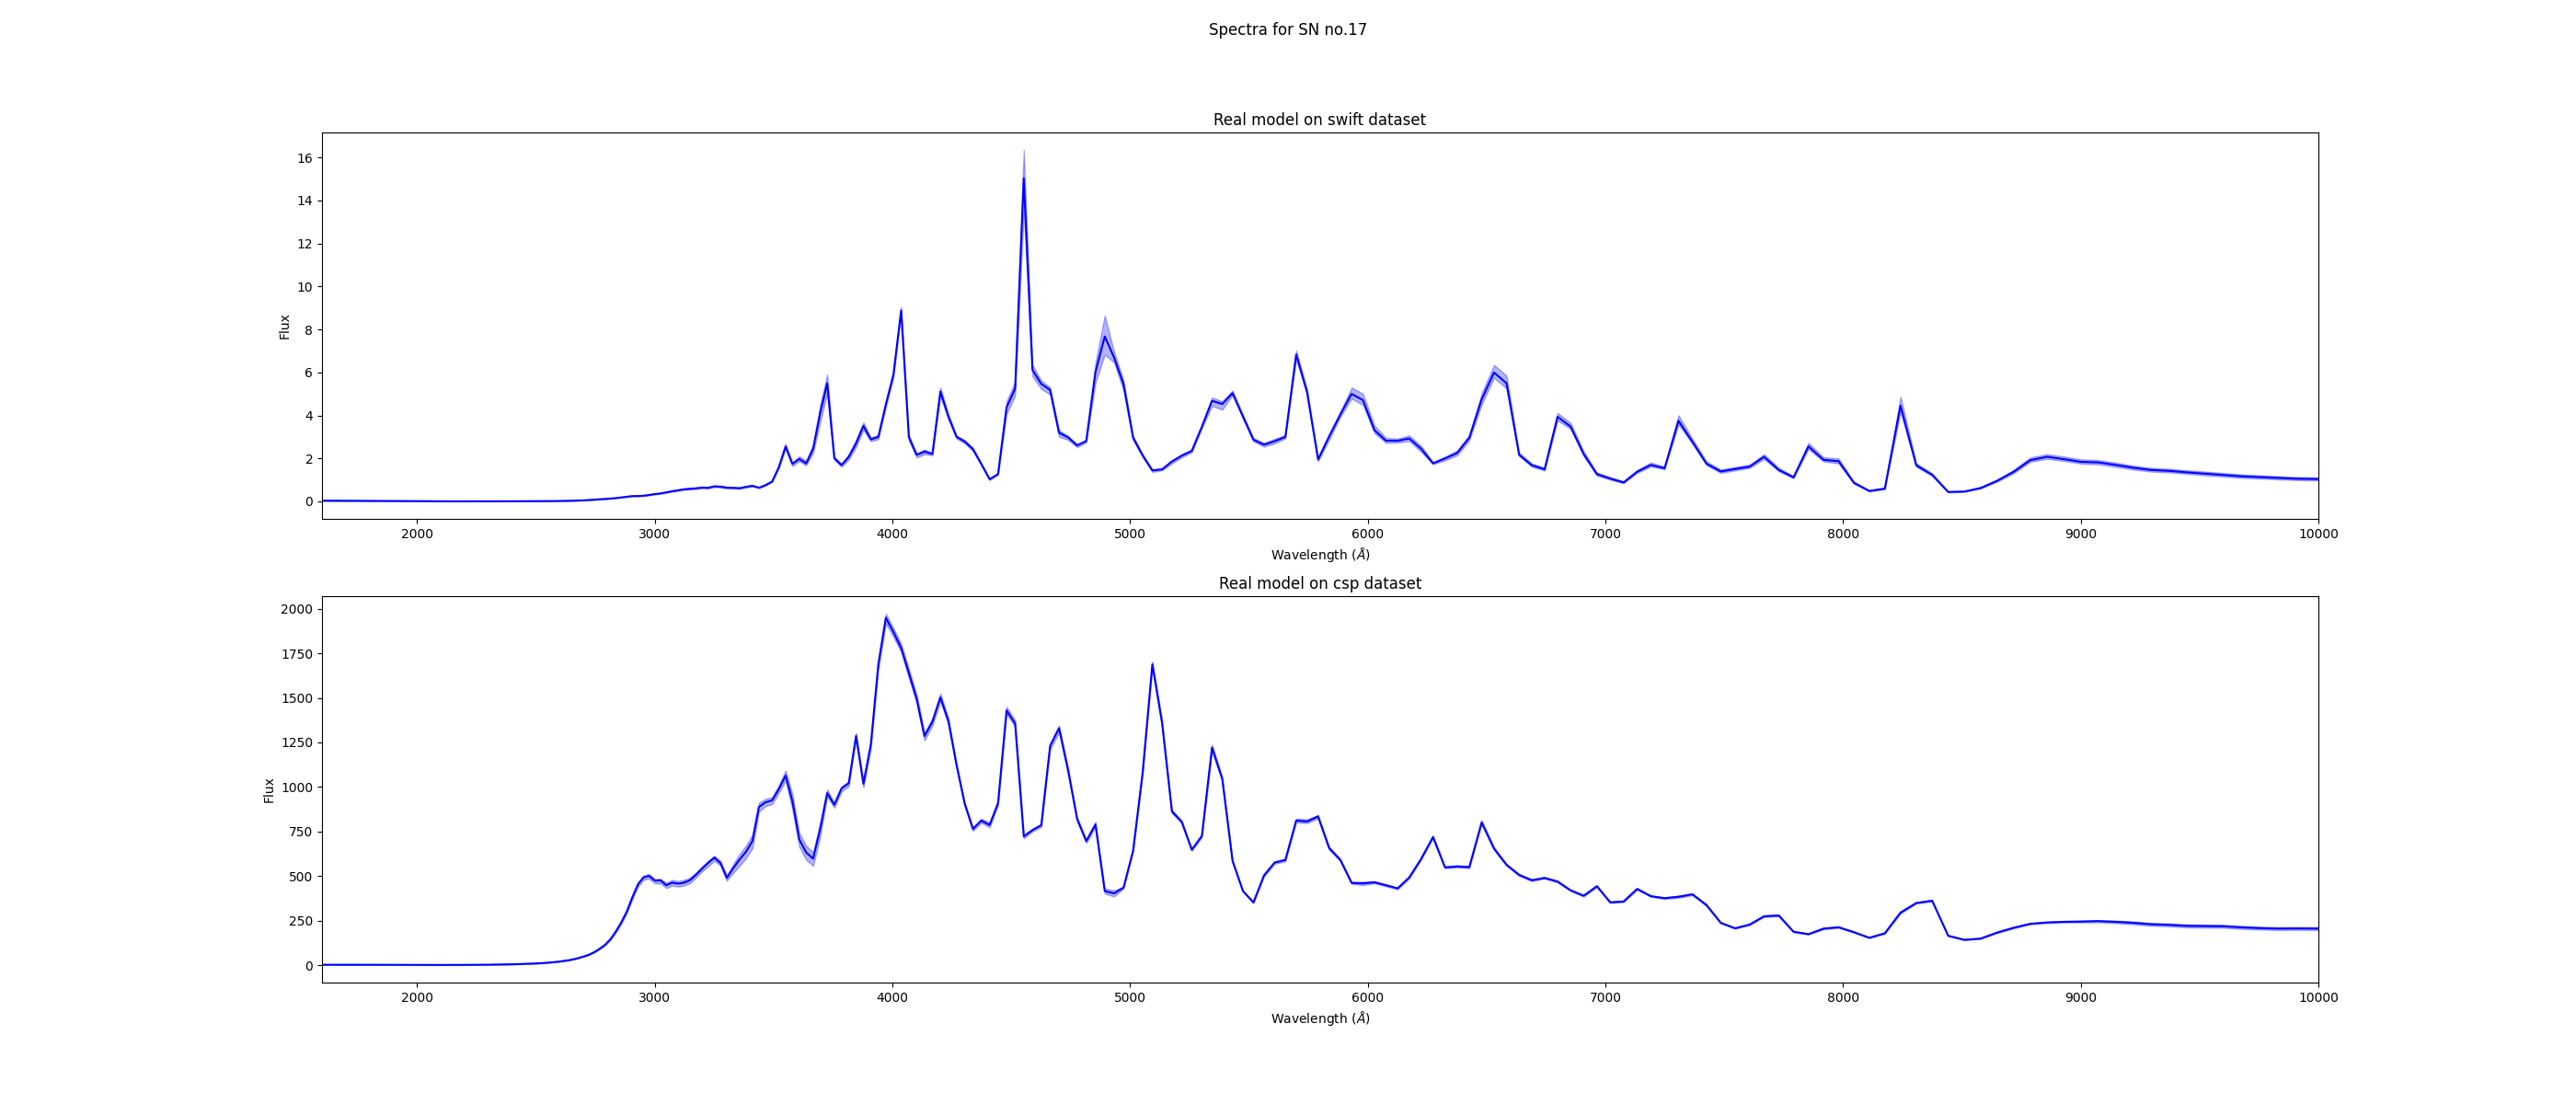 Spectra for SN no.17
Real model on swift dataset
16
14
12
10
8
6
4
2
0
Flux
2000 3000 4000 5000 6000 7000 8000 9000 10000
Wavelength (Å)
Real model on csp dataset
2000
1750
1500
1250
1000
750
500
250
0
Flux
2000 3000 4000 5000 6000 7000 8000 9000 10000
Wavelength (Å)